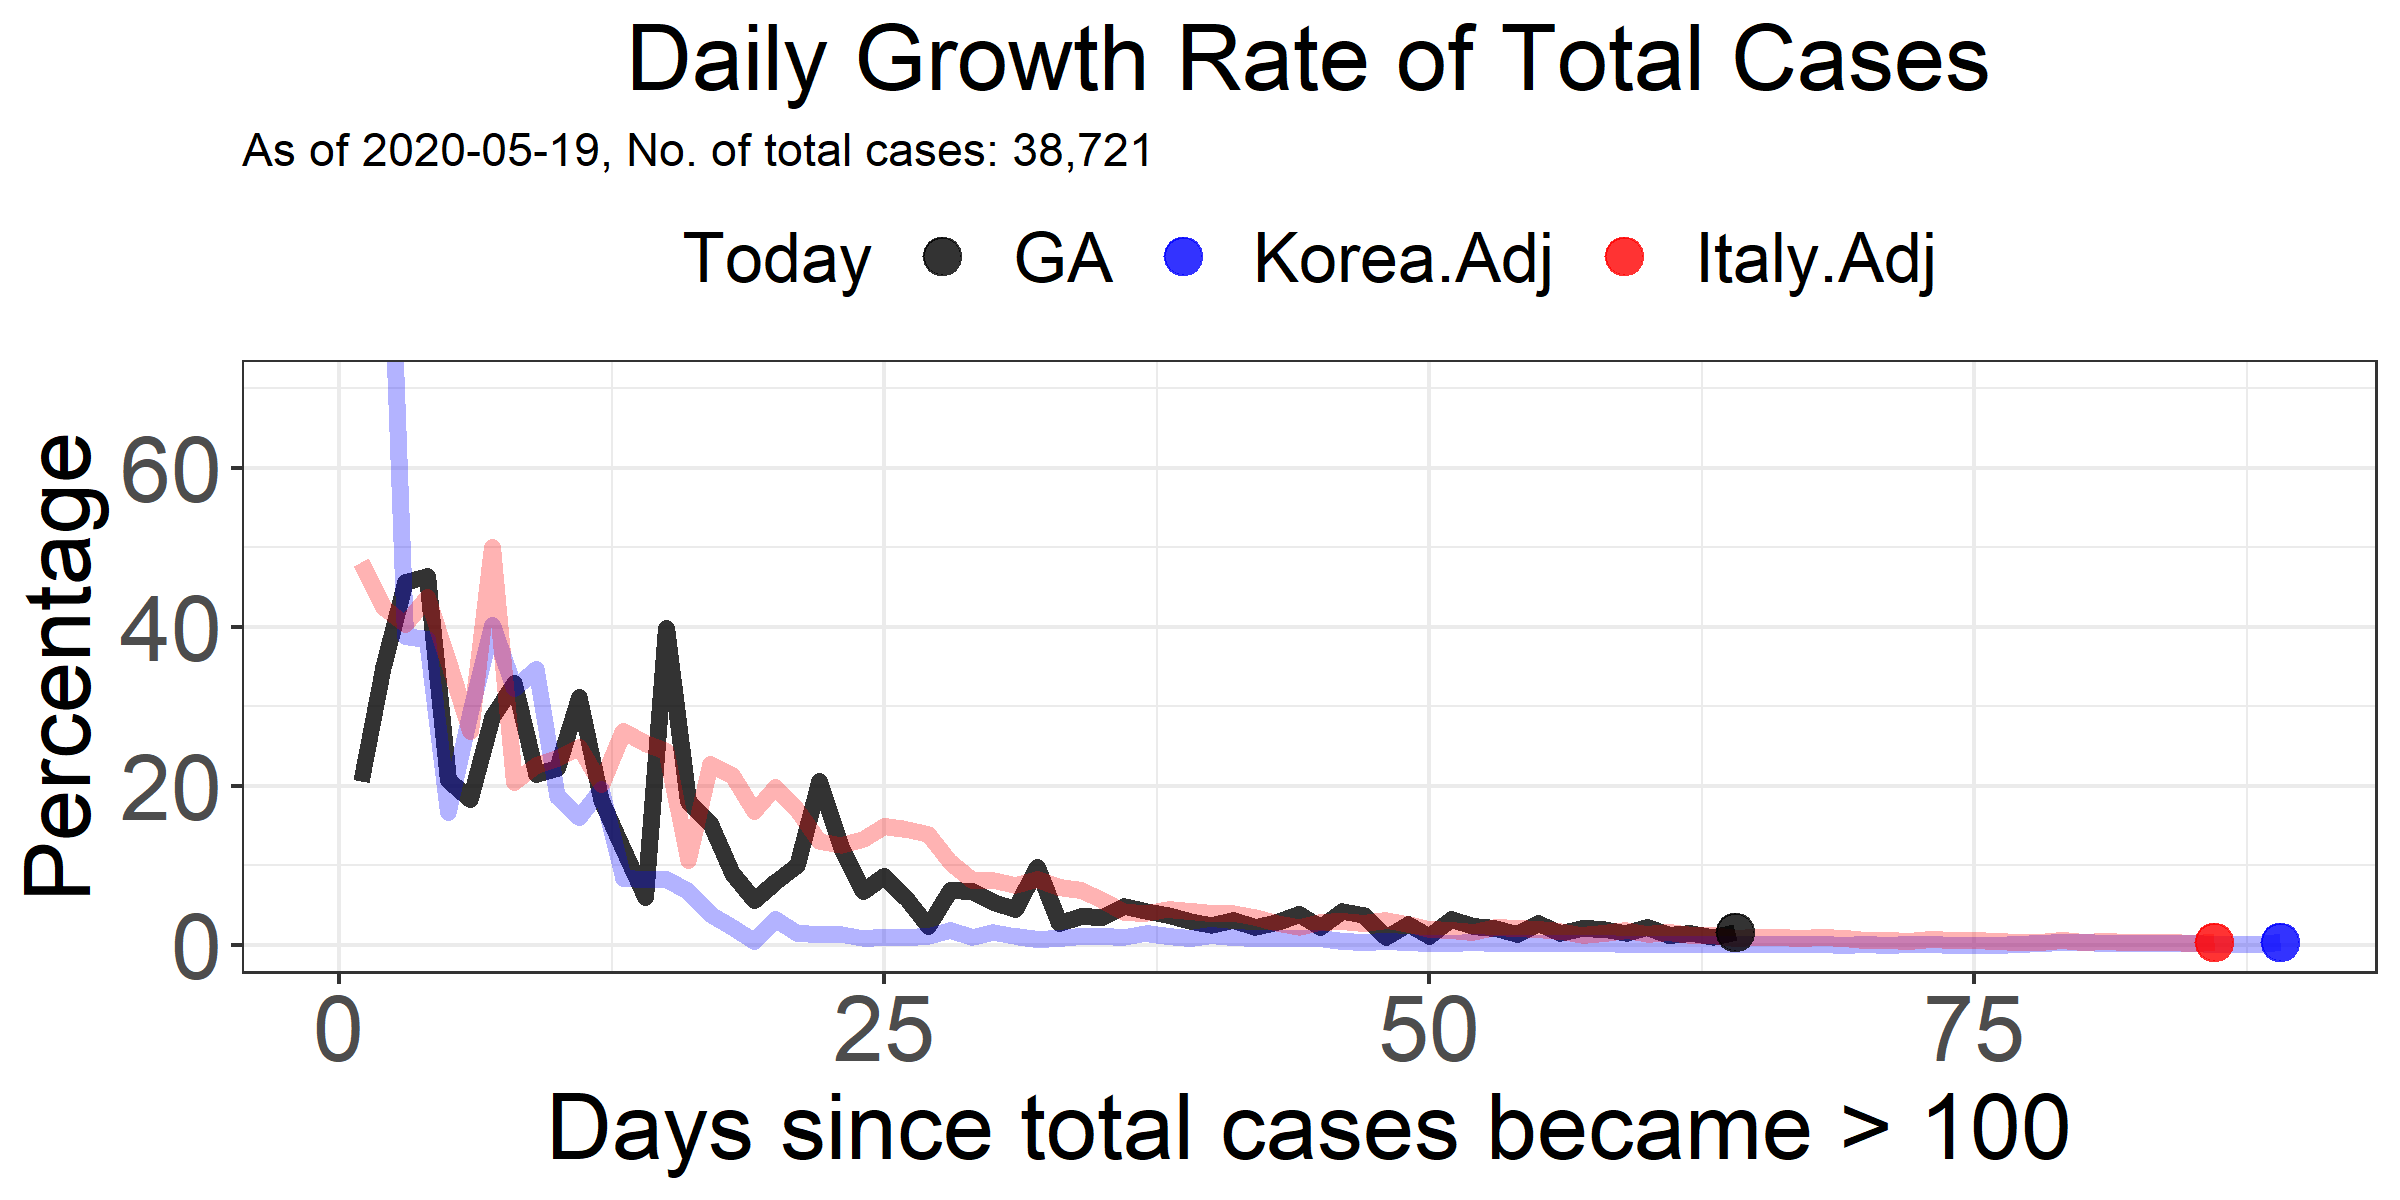 Daily Growth Rate of Total Cases
As of 2020-05-19, No. of total cases: 38,721
Today GA Korea.Adj Italy.Adj
Percentage
60
40
20
0
0 25 50 75
Days since total cases became > 100